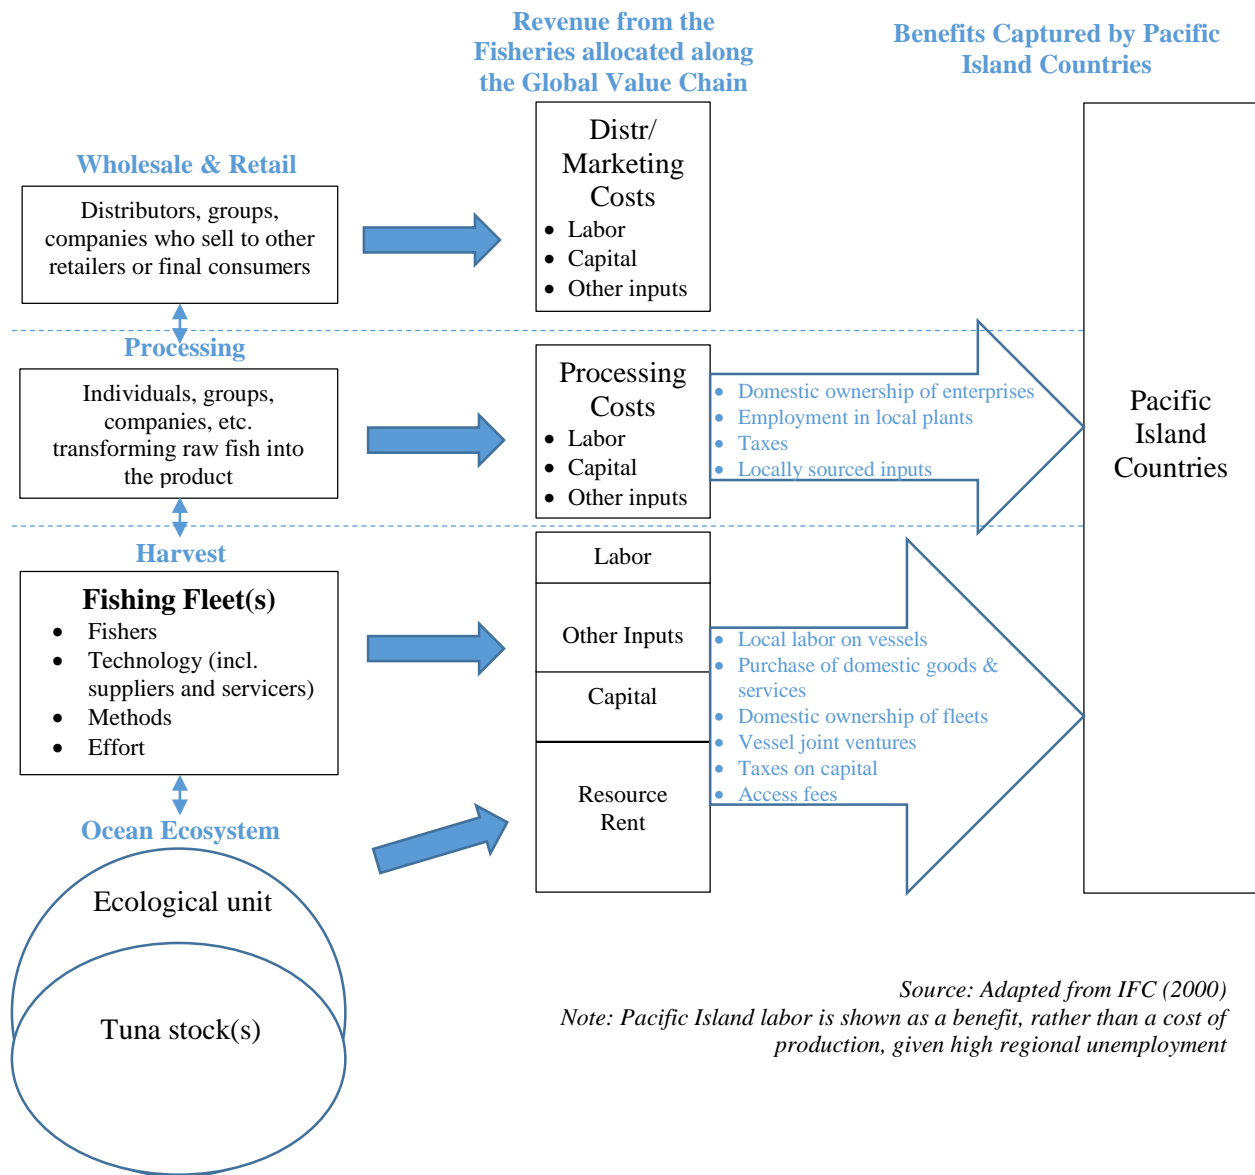 Revenue from the
Fisheries allocated along
the Global Value Chain
Benefits Captured by Pacific
Island Countries
Wholesale & Retail
Distributors, groups,
companies who sell to other
retailers or final consumers
Distr/
Marketing
Costs
• Labor
• Capital
• Other inputs
Processing
Individuals, groups,
companies, etc.
transforming raw fish into
the product
Processing
Costs
• Labor
• Capital
• Other inputs
• Domestic ownership of enterprises
• Employment in local plants
• Taxes
• Locally sourced inputs
Pacific
Island
Countries
Harvest
Fishing Fleet(s)
• Fishers
• Technology (incl.
suppliers and servicers)
• Methods
• Effort
Labor
Other Inputs
Capital
Resource
Rent
• Local labor on vessels
• Purchase of domestic goods &
services
• Domestic ownership of fleets
• Vessel joint ventures
• Taxes on capital
• Access fees
Ocean Ecosystem
Ecological unit
Tuna stock(s)
Source: Adapted from IFC (2000)
Note: Pacific Island labor is shown as a benefit, rather than a cost of
production, given high regional unemployment